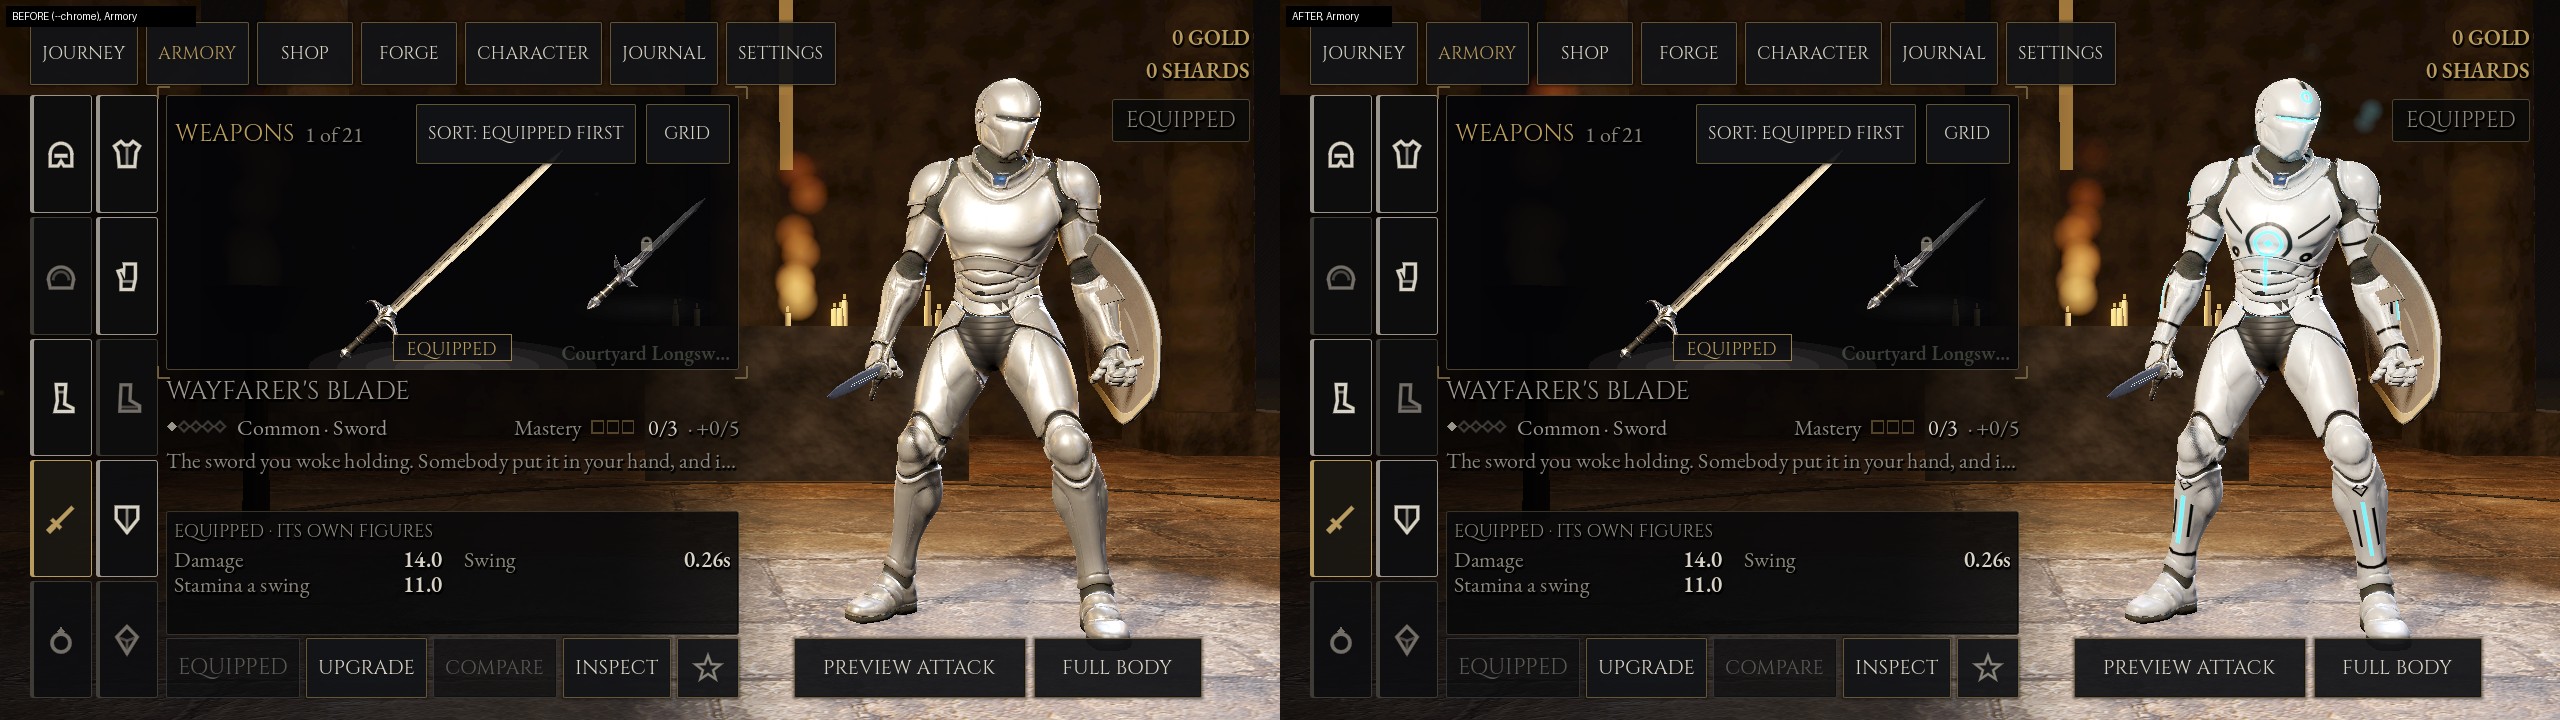 BEFORE (--chrome), Armory
JOURNEY ARMORY SHOP FORGE CHARACTER JOURNAL SETTINGS
0 GOLD
0 SHARDS
EQUIPPED
WEAPONS 1 of 21 SORT: EQUIPPED FIRST GRID
EQUIPPED Courtyard Longsw...
WAYFARER'S BLADE
Common · Sword Mastery 0/3 · +0/5
The sword you woke holding. Somebody put it in your hand, and i...
EQUIPPED · ITS OWN FIGURES
Damage 14.0 Swing 0.26s
Stamina a swing 11.0
EQUIPPED UPGRADE COMPARE INSPECT
PREVIEW ATTACK FULL BODY
AFTER, Armory
JOURNEY ARMORY SHOP FORGE CHARACTER JOURNAL SETTINGS
0 GOLD
0 SHARDS
EQUIPPED
WEAPONS 1 of 21 SORT: EQUIPPED FIRST GRID
EQUIPPED Courtyard Longsw...
WAYFARER'S BLADE
Common · Sword Mastery 0/3 · +0/5
The sword you woke holding. Somebody put it in your hand, and i...
EQUIPPED · ITS OWN FIGURES
Damage 14.0 Swing 0.26s
Stamina a swing 11.0
EQUIPPED UPGRADE COMPARE INSPECT
PREVIEW ATTACK FULL BODY